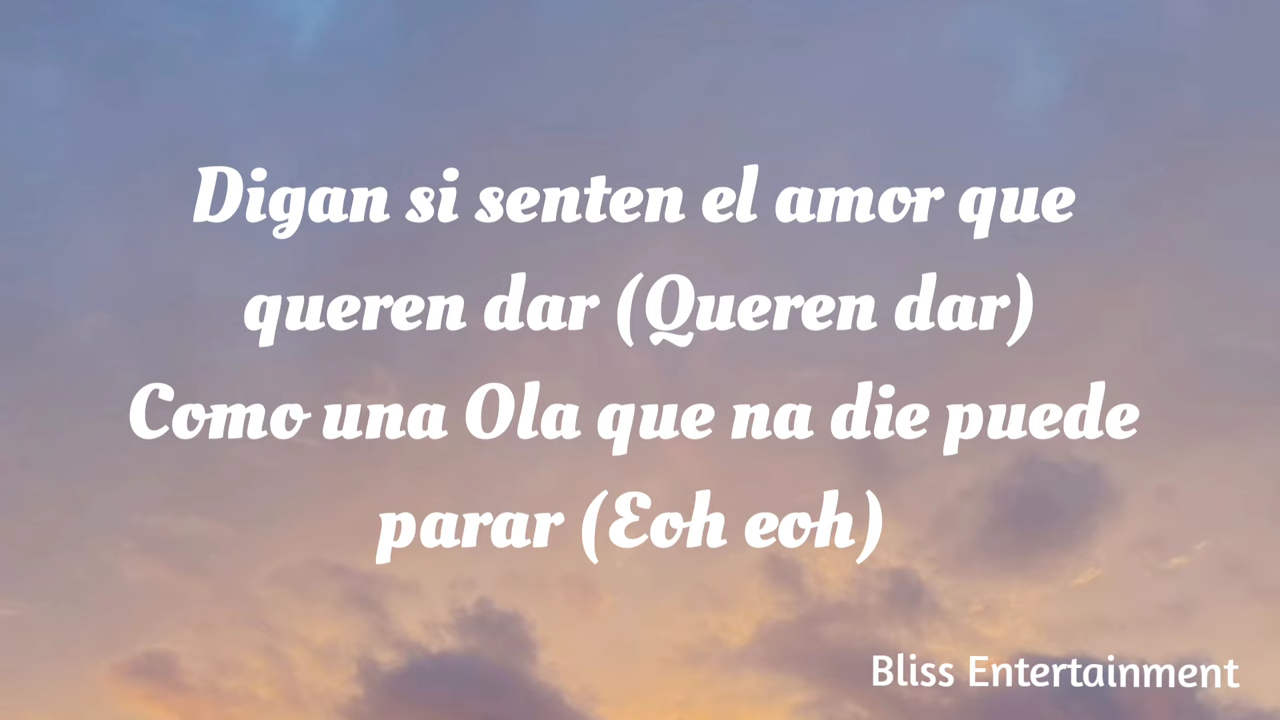 Digan si senten el amor que
queren dar (Queren dar)
Como una Ola que na die puede
parar (Eoh eoh)
Bliss Entertainment